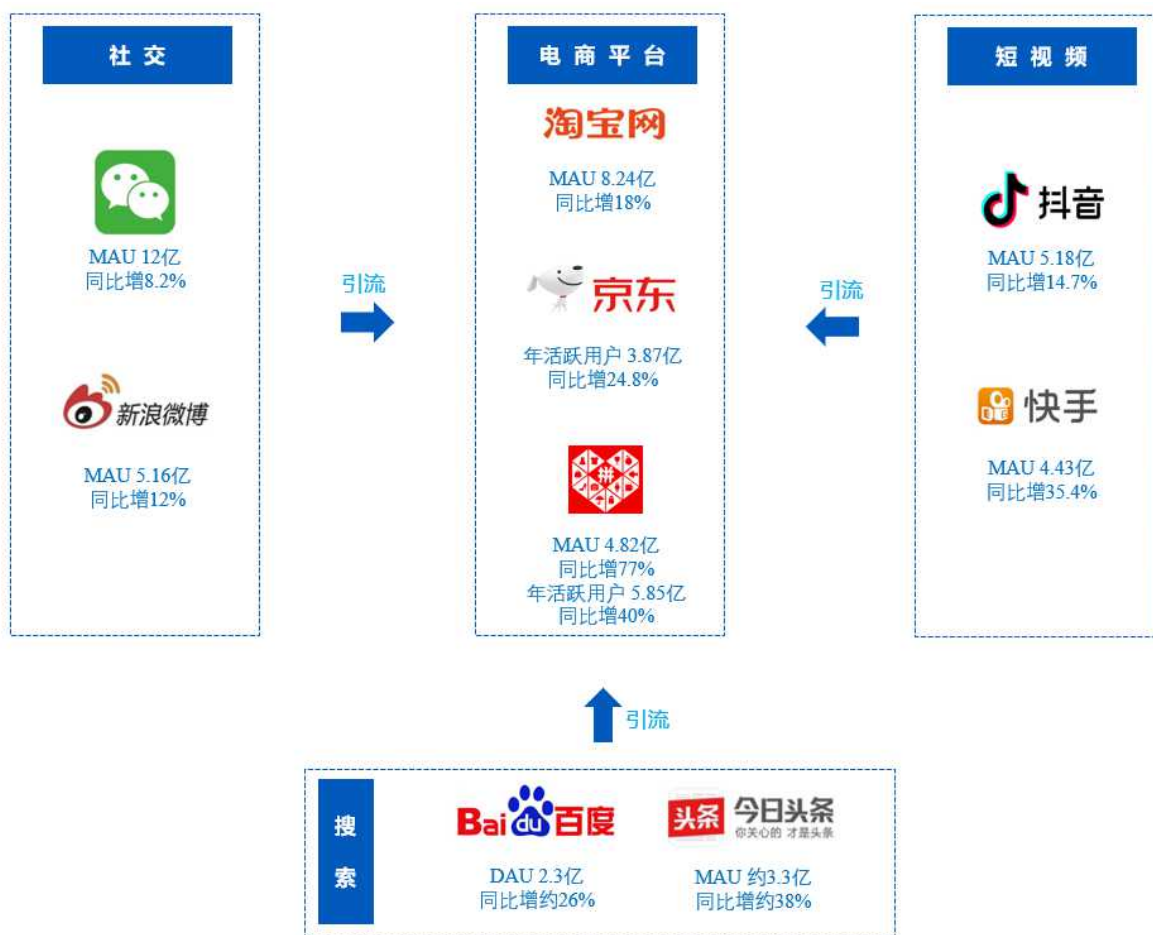 社交
MAU 12亿
同比增8.2%
新浪微博
MAU 5.16亿
同比增12%
引流
电商平台
淘宝网
MAU 8.24亿
同比增18%
京东
年活跃用户 3.87亿
同比增24.8%
拼
MAU 4.82亿
同比增77%
年活跃用户 5.85亿
同比增40%
引流
短视频
抖音
MAU 5.18亿
同比增14.7%
快手
MAU 4.43亿
同比增35.4%
引流
搜索
Bai du 百度
DAU 2.3亿
同比增约26%
头条 今日头条
你关心的 才是头条
MAU 约3.3亿
同比增约38%